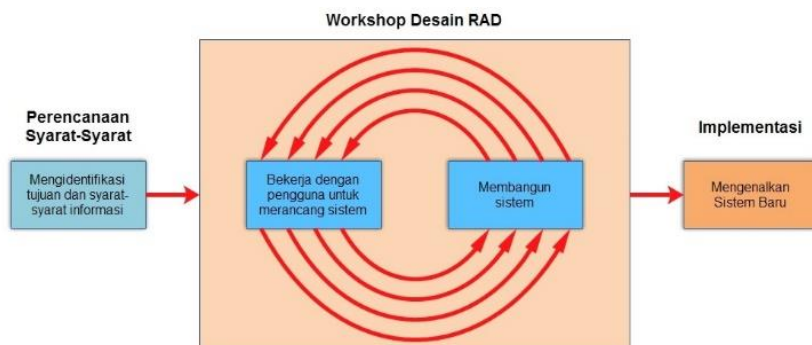 Workshop Desain RAD
Perencanaan
Syarat-Syarat
Mengidentifikasi
tujuan dan syarat-
syarat informasi
Bekerja dengan
pengguna untuk
merancang sistem
Membangun
sistem
Implementasi
Mengenalkan
Sistem Baru